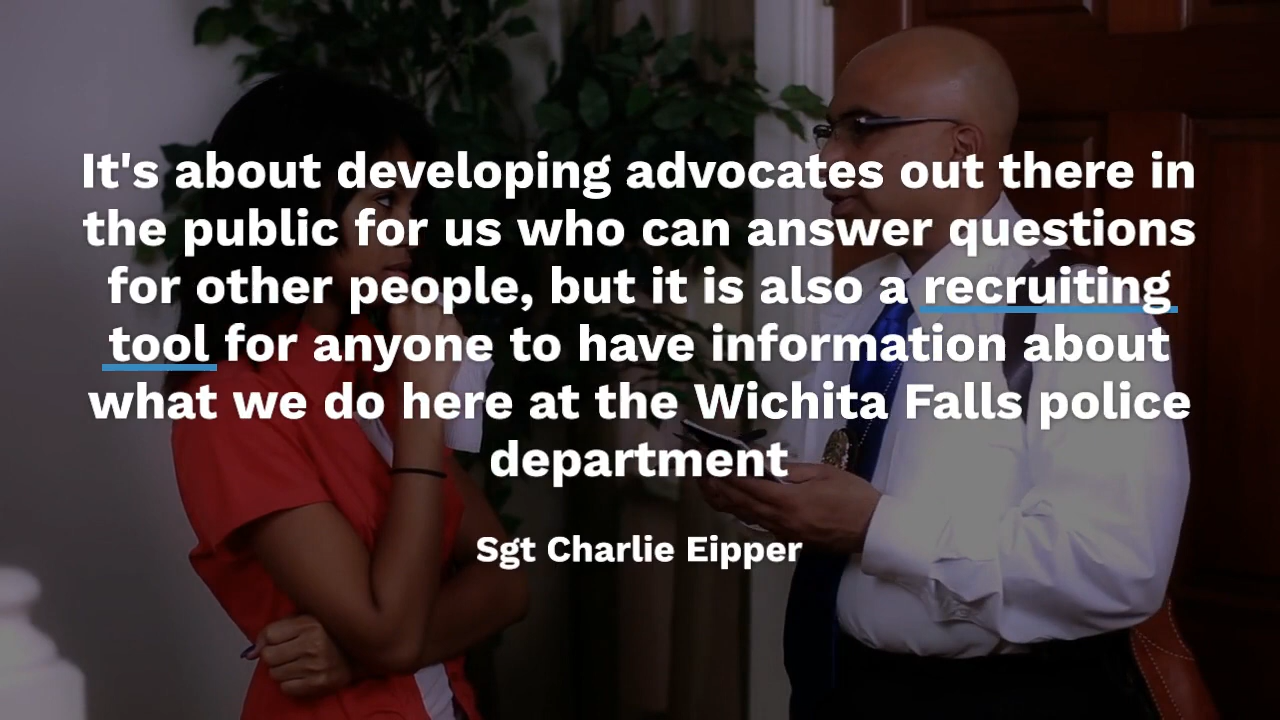 It's about developing advocates out there in
the public for us who can answer questions
for other people, but it is also a recruiting
tool for anyone to have information about
what we do here at the Wichita Falls police
department
Sgt Charlie Eipper